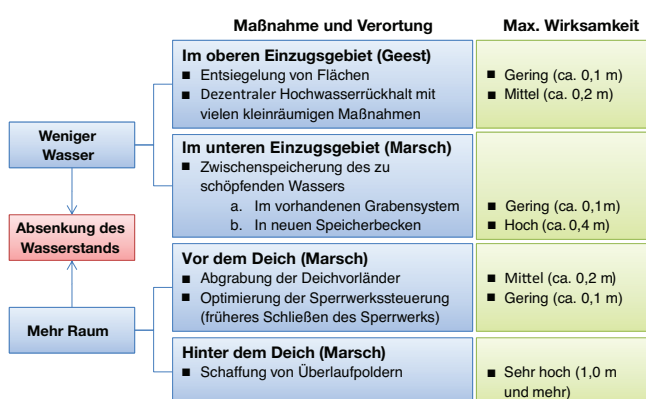 Maßnahme und Verortung
Max. Wirksamkeit
Weniger
Wasser
Absenkung des
Wasserstands
Mehr Raum
Im oberen Einzugsgebiet (Geest)
■ Entsiegelung von Flächen
■ Dezentraler Hochwasserrückhalt mit
vielen kleinräumigen Maßnahmen
■ Gering (ca. 0,1 m)
■ Mittel (ca. 0,2 m)
Im unteren Einzugsgebiet (Marsch)
■ Zwischenspeicherung des zu
schöpfenden Wassers
a. Im vorhandenen Grabensystem
b. In neuen Speicherbecken
■ Gering (ca. 0,1m)
■ Hoch (ca. 0,4 m)
Vor dem Deich (Marsch)
■ Abgrabung der Deichvorländer
■ Optimierung der Sperrwerkssteuerung
(früheres Schließen des Sperrwerks)
■ Mittel (ca. 0,2 m)
■ Gering (ca. 0,1 m)
Hinter dem Deich (Marsch)
■ Schaffung von Überlaufpoldern
■ Sehr hoch (1,0 m
und mehr)